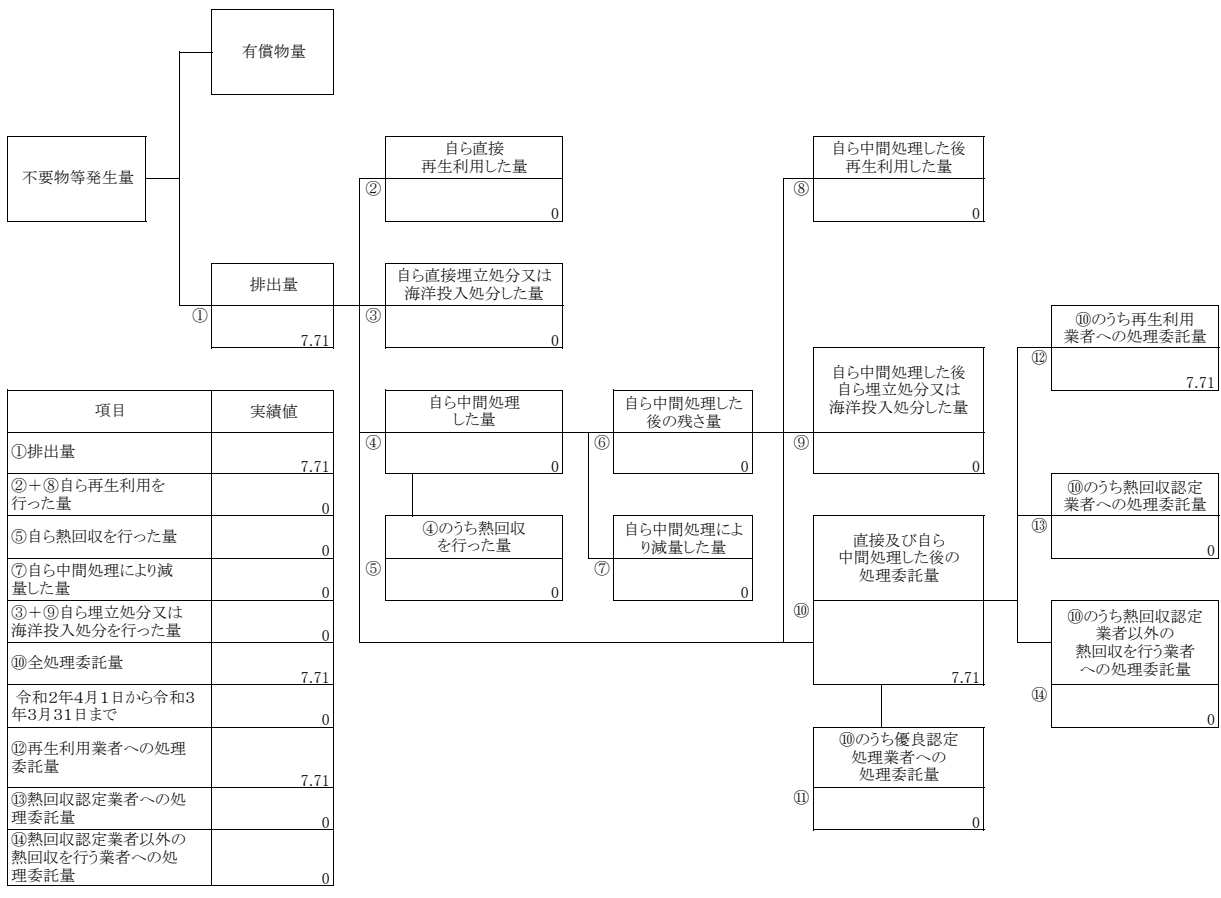 有償物量
不要物等発生量
排出量
①
7.71
自ら直接
再生利用した量
②
0
自ら直接埋立処分又は
海洋投入処分した量
③
0
自ら中間処理
した量
④
0
④のうち熱回収
を行った量
⑤
0
自ら中間処理した
後の残さ量
⑥
0
自ら中間処理によ
り減量した量
⑦
0
自ら中間処理した後
再生利用した量
⑧
0
自ら中間処理した後
自ら埋立処分又は
海洋投入処分した量
⑨
0
直接及び自ら
中間処理した後の
処理委託量
⑩
7.71
⑩のうち優良認定
処理業者への
処理委託量
⑪
0
⑩のうち再生利用
業者への処理委託量
⑫
7.71
⑩のうち熱回収認定
業者への処理委託量
⑬
0
⑩のうち熱回収認定
業者以外の
熱回収を行う業者
への処理委託量
⑭
0
項目 実績値
①排出量
7.71
②+⑧自ら再生利用を
行った量
0
⑤自ら熱回収を行った量
0
⑦自ら中間処理により減
量した量
0
③+⑨自ら埋立処分又は
海洋投入処分を行った量
0
⑩全処理委託量
7.71
令和2年4月1日から令和3
年3月31日まで
0
⑫再生利用業者への処理
委託量
7.71
⑬熱回収認定業者への処
理委託量
0
⑭熱回収認定業者以外の
熱回収を行う業者への処
理委託量
0